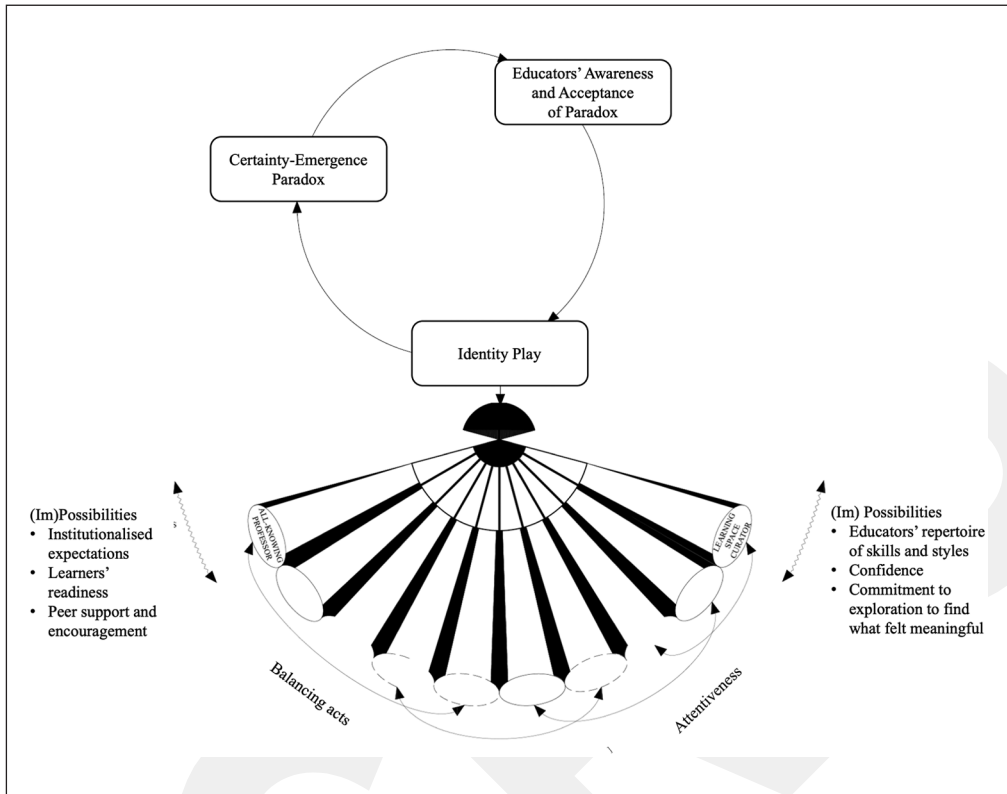 Educators' Awareness
and Acceptance
of Paradox
Certainty-Emergence
Paradox
Identity Play
(Im)Possibilities
• Institutionalised
expectations
• Learners'
readiness
• Peer support and
encouragement
s
ALL-KNOWING
PROFESSOR
LEARNING
SPACE
CURATOR
(Im) Possibilities
• Educators' repertoire
of skills and styles
• Confidence
• Commitment to
exploration to find
what felt meaningful
Balancing acts
Attentiveness
)